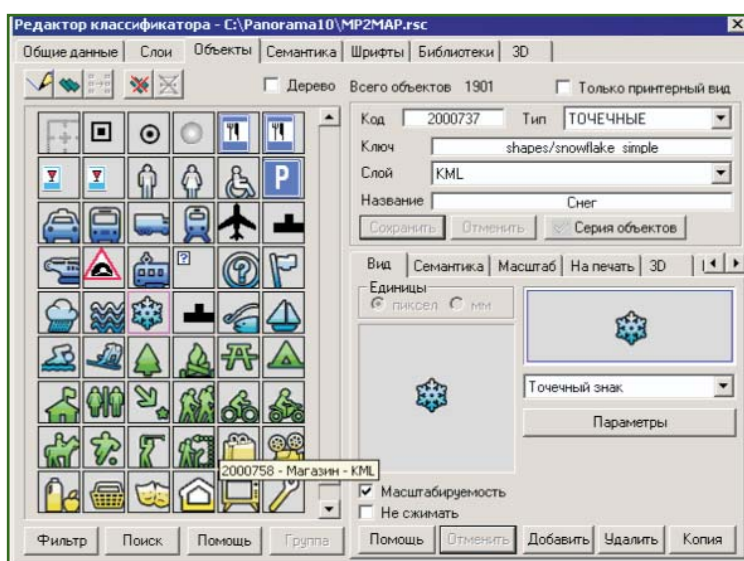 Редактор классификатора - C:\Panorama10\MP2MAP.rsc
Общие данные Слои Объекты Семантика Шрифты Библиотеки 3D
Дерево Всего объектов 1901 Только принтерный вид
Код 2000737 Тип ТОЧЕЧНЫЕ
Ключ shapes/snowflake simple
Слой KML
Название Снег
Сохранить Отменить Серия объектов
Вид Семантика Масштаб На печать 3D
Единицы
пиксел мм
Точечный знак
Параметры
2000758 - Магазин - KML
Масштабируемость
Не сжимать
Фильтр Поиск Помощь Группа Помощь Отменить Добавить Удалить Копия